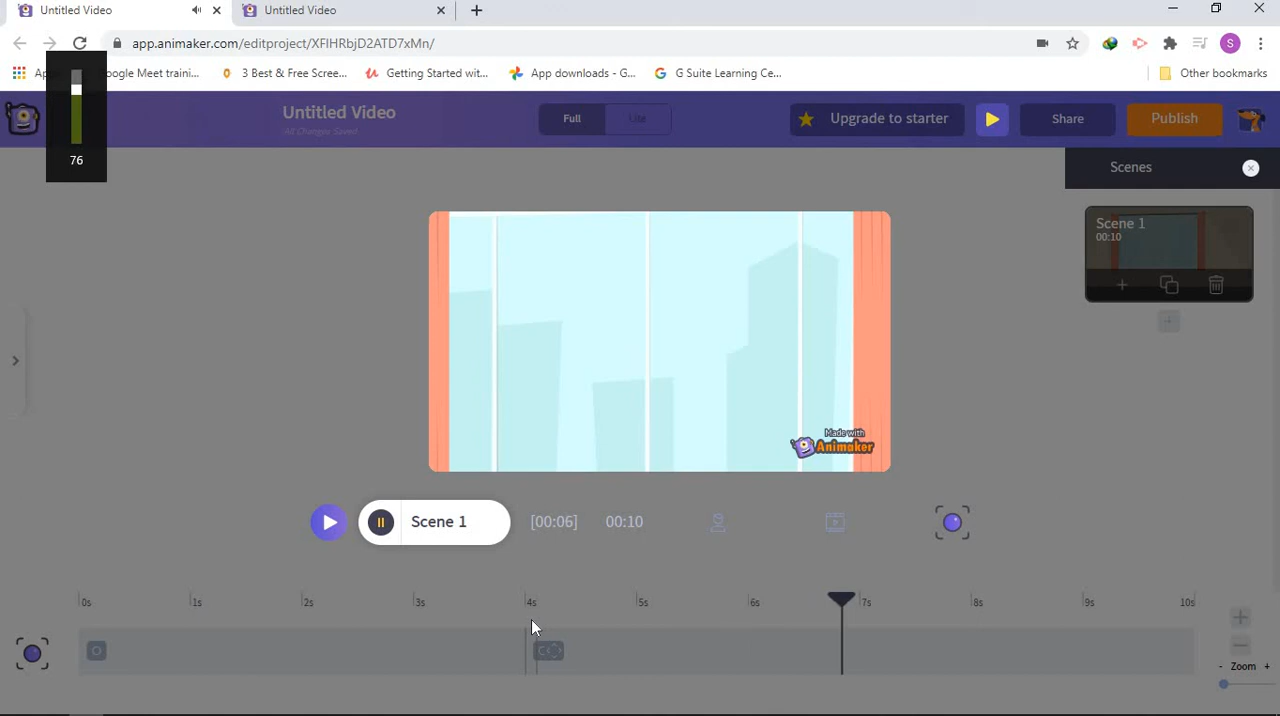 Untitled Video
Untitled Video
app.animaker.com/editproject/XFIHRbjD2ATD7xMn/
S
oogle Meet traini...
3 Best & Free Scree...
Getting Started wit...
App downloads - G...
G Suite Learning Ce...
Other bookmarks
76
Untitled Video
All Changes Saved
Full
Lite
Upgrade to starter
Share
Publish
Scenes
Scene 1
00:10
Made with
Animaker
Scene 1
[00:06]
00:10
0s
1s
2s
3s
4s
5s
6s
7s
8s
9s
10s
- Zoom +